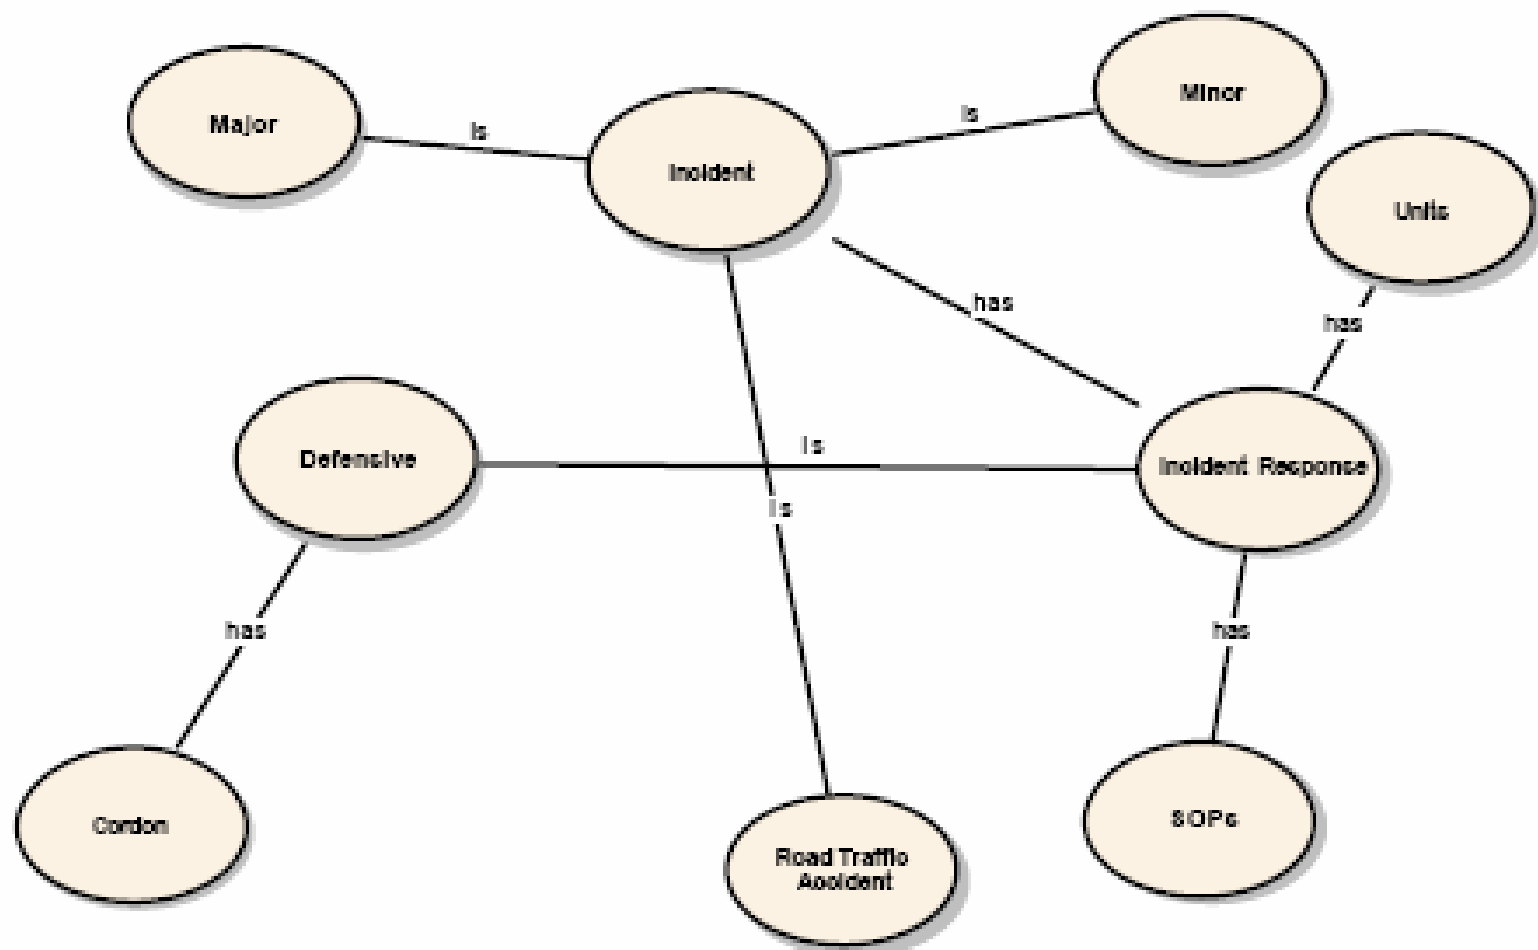 Minor
is
Major
is
Incident
Units
has
has
is
Defensive
Incident Response
is
has
has
Cordon
SOPs
Road Traffic
Accident